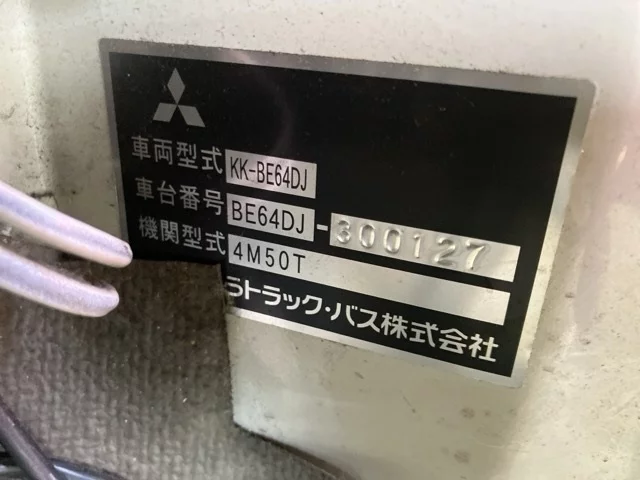 車両型式 KK-BE64DJ
車台番号 BE64DJ-300127
機関型式 4M50T
ラトラック・バス株式会社